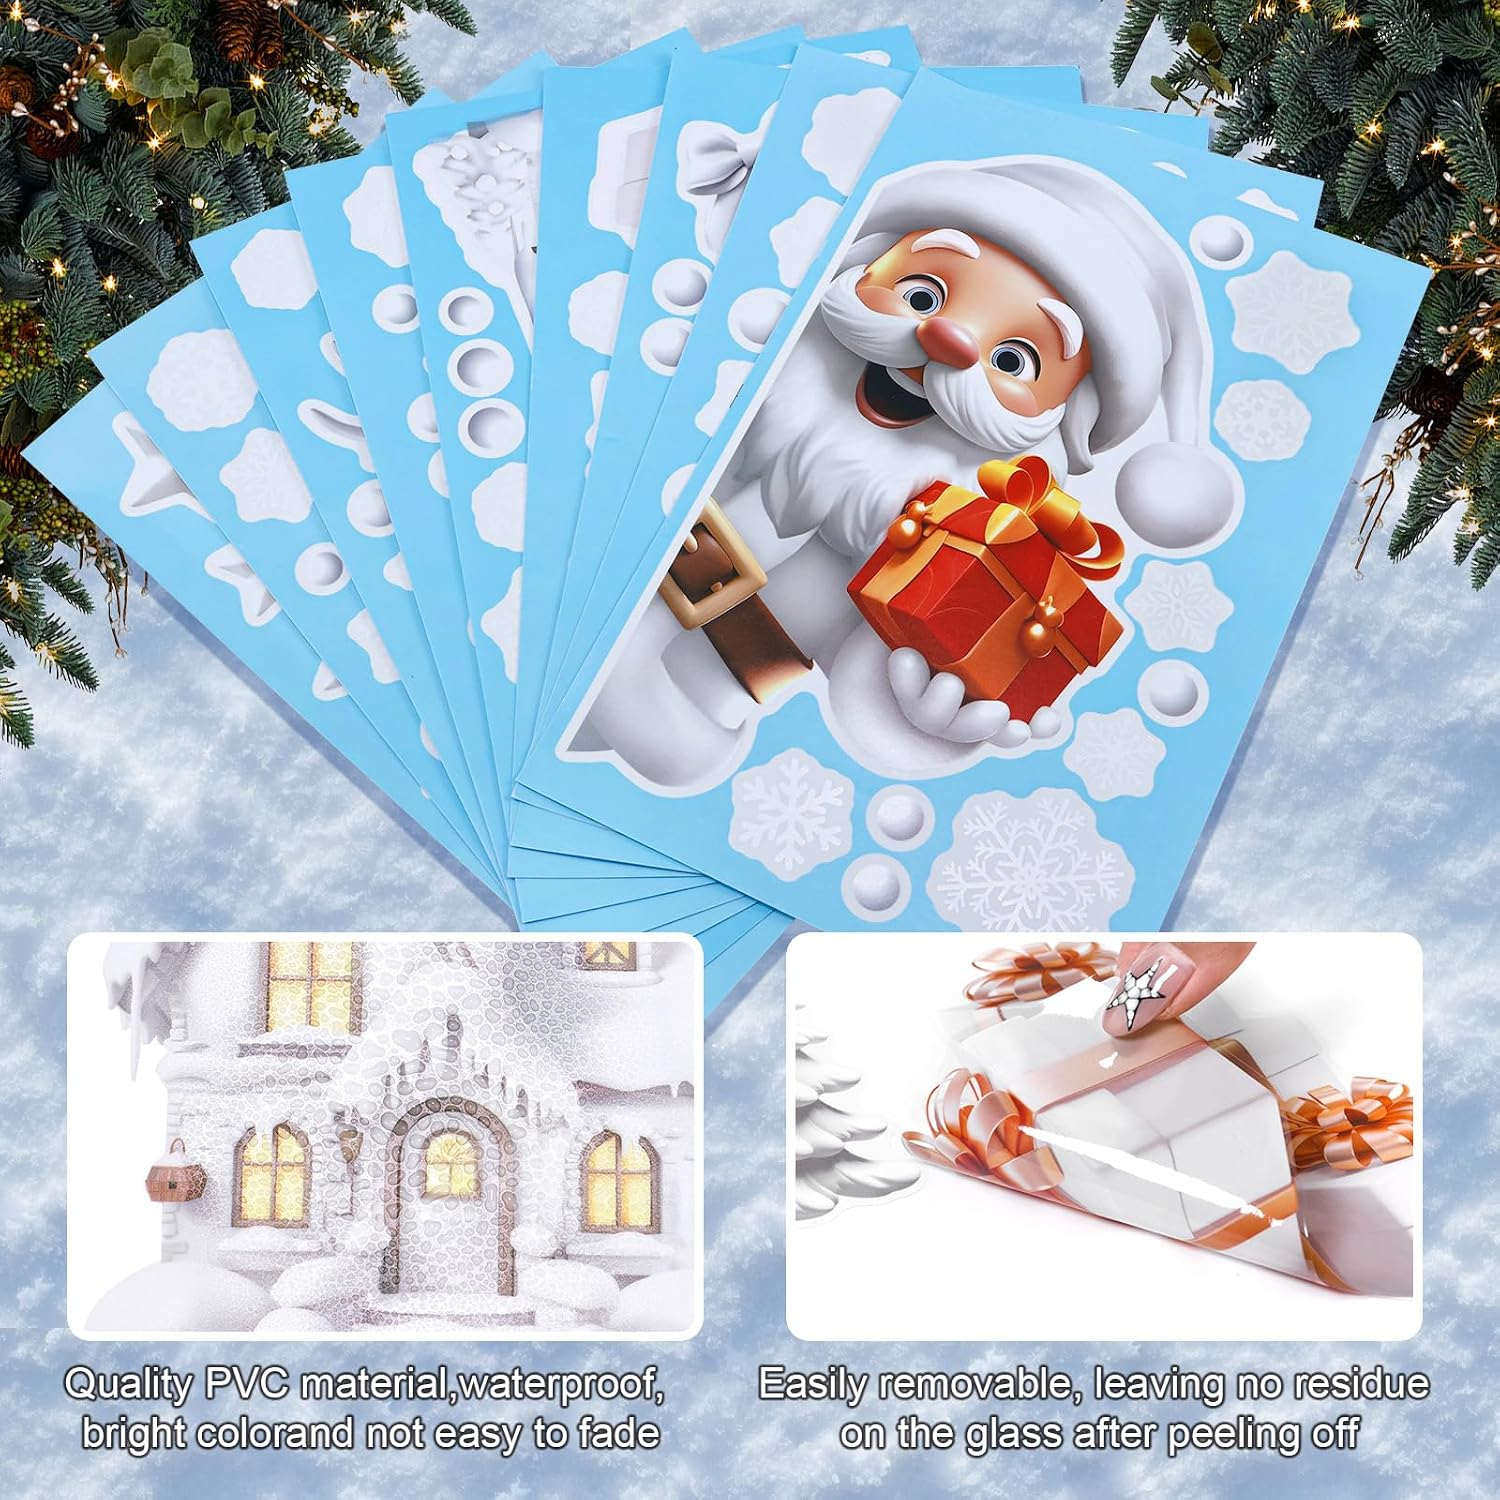 Quality PVC material,waterproof,
bright colorand not easy to fade
Easily removable, leaving no residue
on the glass after peeling off